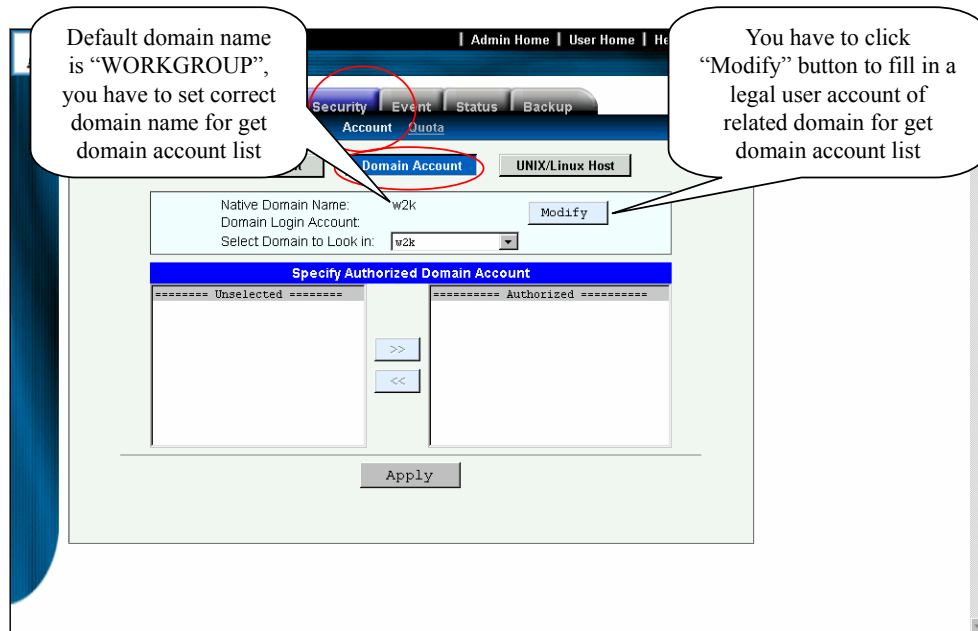 Default domain name
is “WORKGROUP”,
you have to set correct
domain name for get
domain account list
You have to click
“Modify” button to fill in a
legal user account of
related domain for get
domain account list
| Admin Home | User Home |
Security Event Status Backup
Account Quota
Domain Account UNIX/Linux Host
Native Domain Name: w2k
Modify
Domain Login Account:
Select Domain to Look in: w2k
Specify Authorized Domain Account
======== Unselected ======== ========== Authorized ==========
>>
<<
Apply